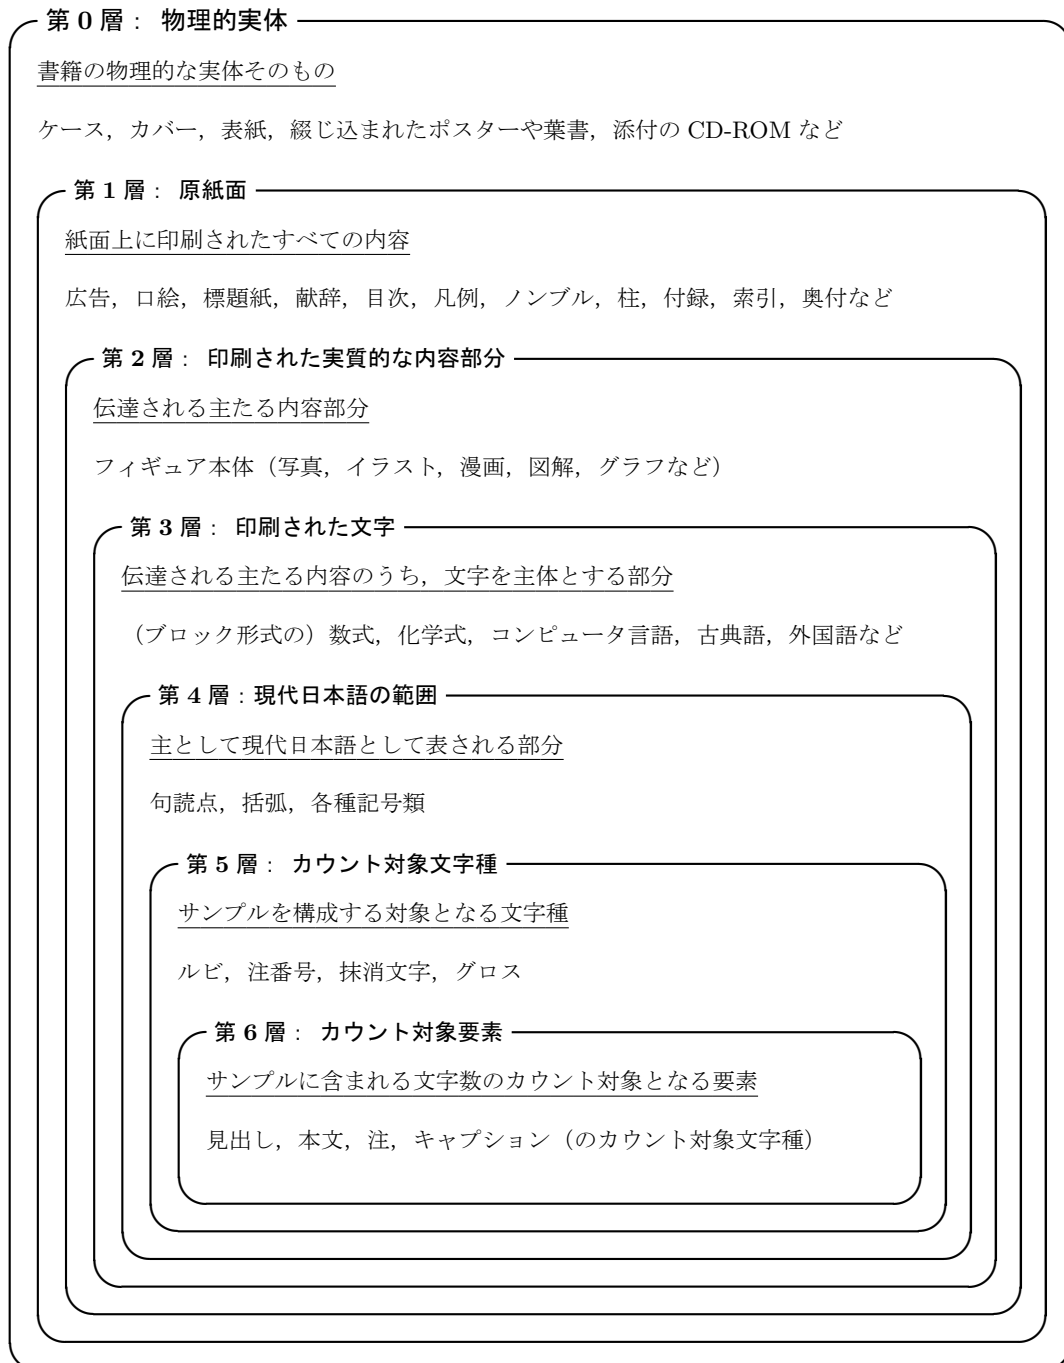 第 0 層： 物理的実体
書籍の物理的な実体そのもの
ケース，カバー，表紙，綴じ込まれたポスターや葉書，添付の CD-ROM など
第 1 層： 原紙面
紙面上に印刷されたすべての内容
広告，口絵，標題紙，献辞，目次，凡例，ノンブル，柱，付録，索引，奥付など
第 2 層： 印刷された実質的な内容部分
伝達される主たる内容部分
フィギュア本体（写真，イラスト，漫画，図解，グラフなど）
第 3 層： 印刷された文字
伝達される主たる内容のうち，文字を主体とする部分
（ブロック形式の）数式，化学式，コンピュータ言語，古典語，外国語など
第 4 層：現代日本語の範囲
主として現代日本語として表される部分
句読点，括弧，各種記号類
第 5 層： カウント対象文字種
サンプルを構成する対象となる文字種
ルビ，注番号，抹消文字，グロス
第 6 層： カウント対象要素
サンプルに含まれる文字数のカウント対象となる要素
見出し，本文，注，キャプション（のカウント対象文字種）